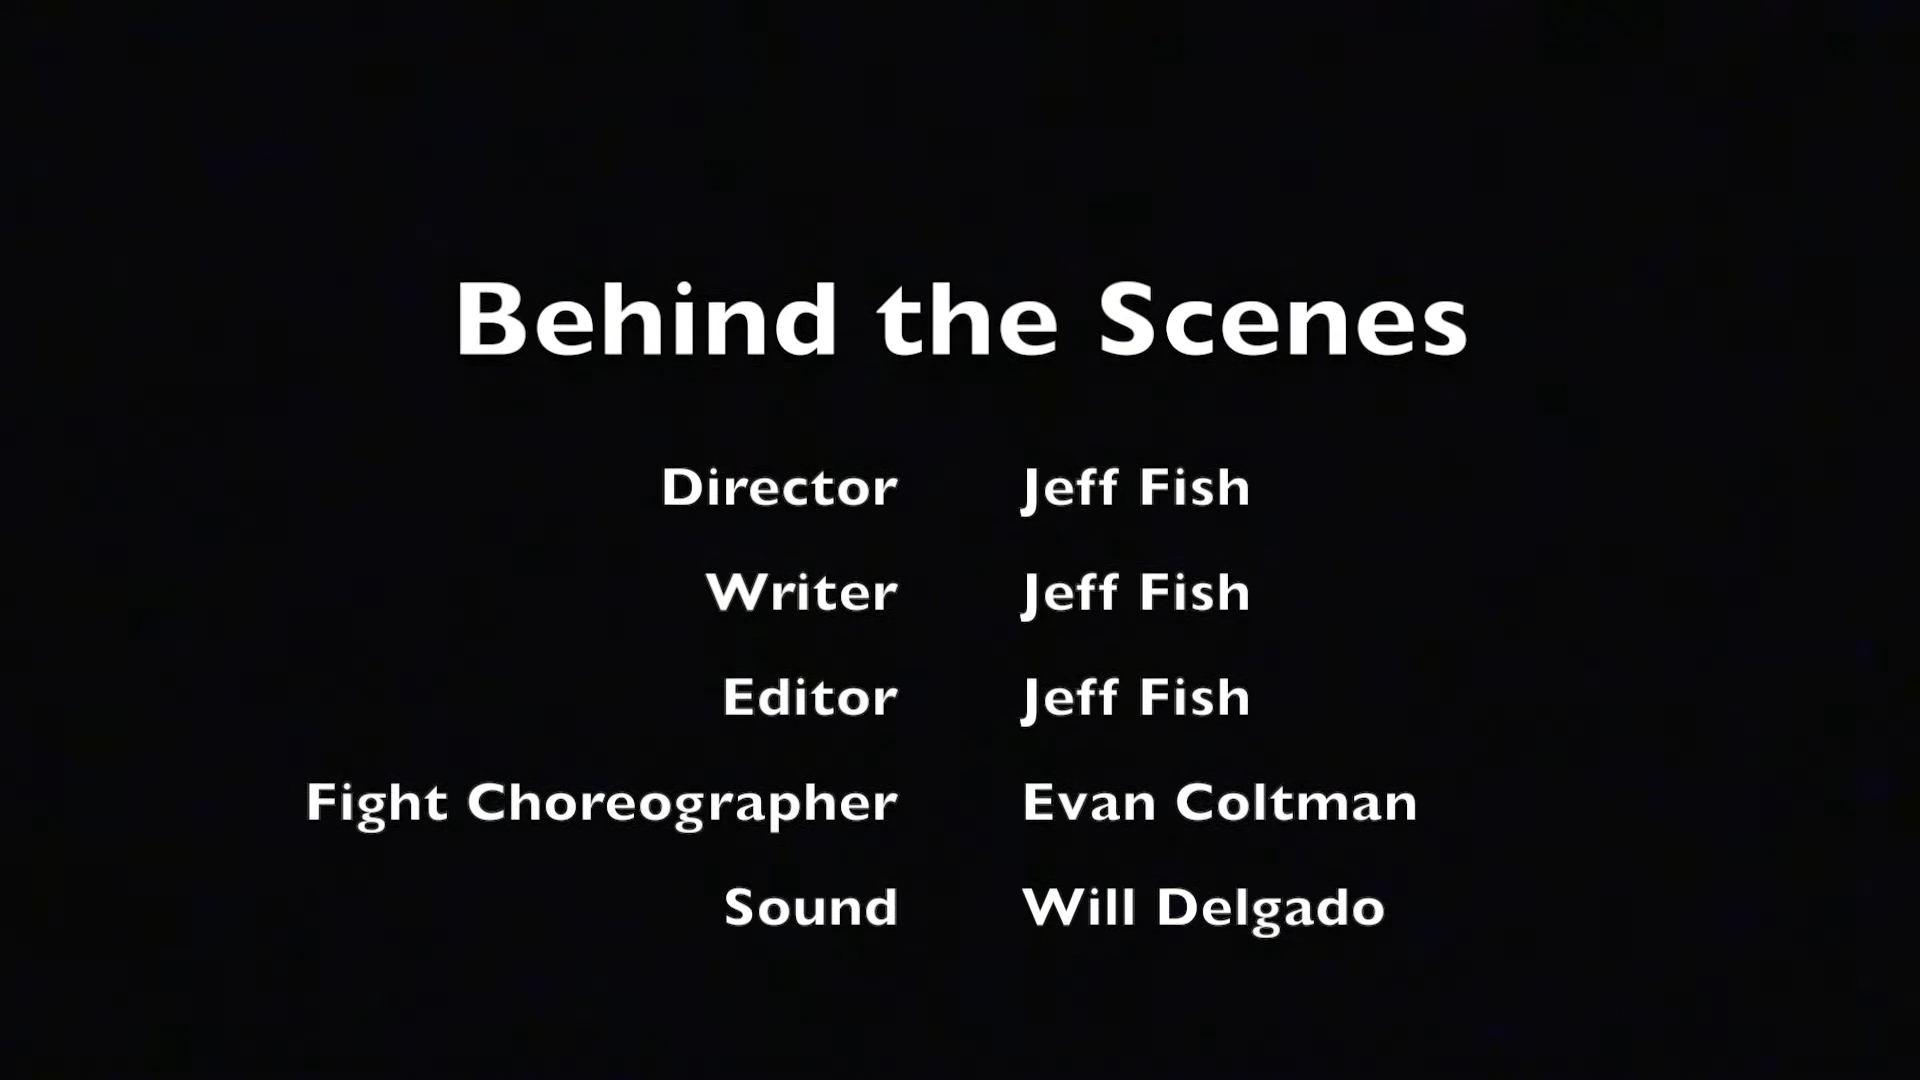 Behind the Scenes
Director Jeff Fish
Writer Jeff Fish
Editor Jeff Fish
Fight Choreographer Evan Coltman
Sound Will Delgado